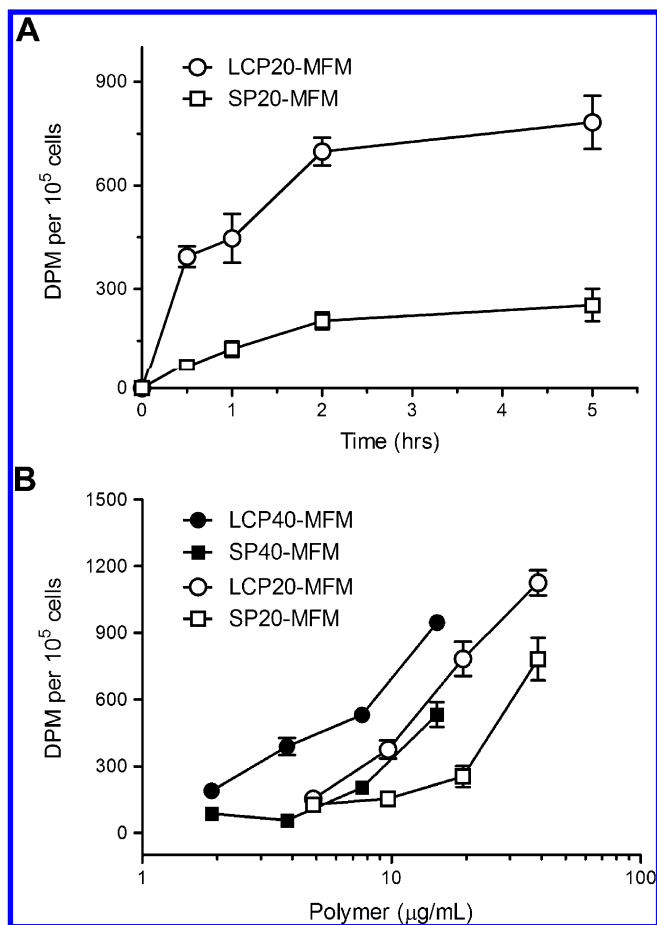 A
LCP20-MFM
SP20-MFM
900
600
300
0
DPM per 10⁵ cells
0 1 2 3 4 5
Time (hrs)
B
1500
1200
900
600
300
0
LCP40-MFM
SP40-MFM
LCP20-MFM
SP20-MFM
DPM per 10⁵ cells
1 10 100
Polymer (μg/mL)